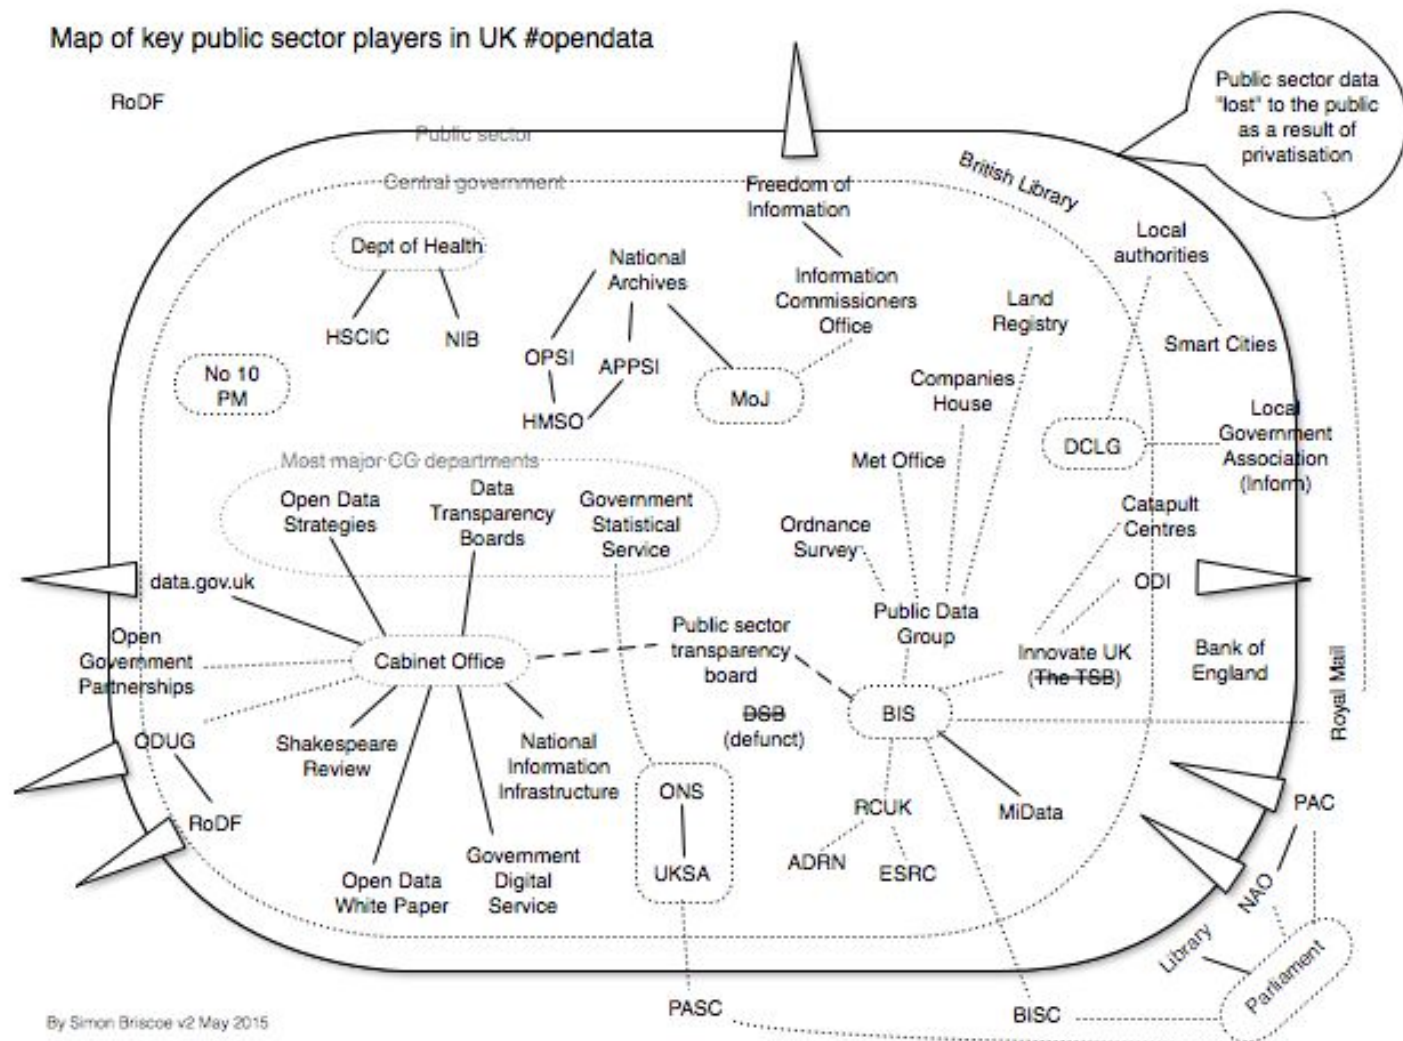 Map of key public sector players in UK #opendata
RoDF
Public sector
Central government
Public sector data
"lost" to the public
as a result of
privatisation
British Library
Freedom of
Information
Dept of Health
HSCIC
NIB
National
Archives
OPSI
APPSI
HMSO
MoJ
Information
Commissioners
Office
Land
Registry
Local
authorities
Smart Cities
No 10
PM
Companies
House
DCLG
Local
Government
Association
(Inform)
Most major CG departments
Open Data
Strategies
Data
Transparency
Boards
Government
Statistical
Service
Met Office
Ordnance
Survey
Catapult
Centres
ODI
data.gov.uk
Public Data
Group
Open
Government
Partnerships
Cabinet Office
Public sector
transparency
board
Innovate UK
(The TSB)
Bank of
England
Royal Mail
DSB
(defunct)
BIS
ODUG
Shakespeare
Review
National
Information
Infrastructure
ONS
UKSA
RCUK
MiData
ADRN
ESRC
RoDF
Open Data
White Paper
Government
Digital
Service
PAC
NAO
Library
Parliament
PASC
BISC
By Simon Briscoe v2 May 2015